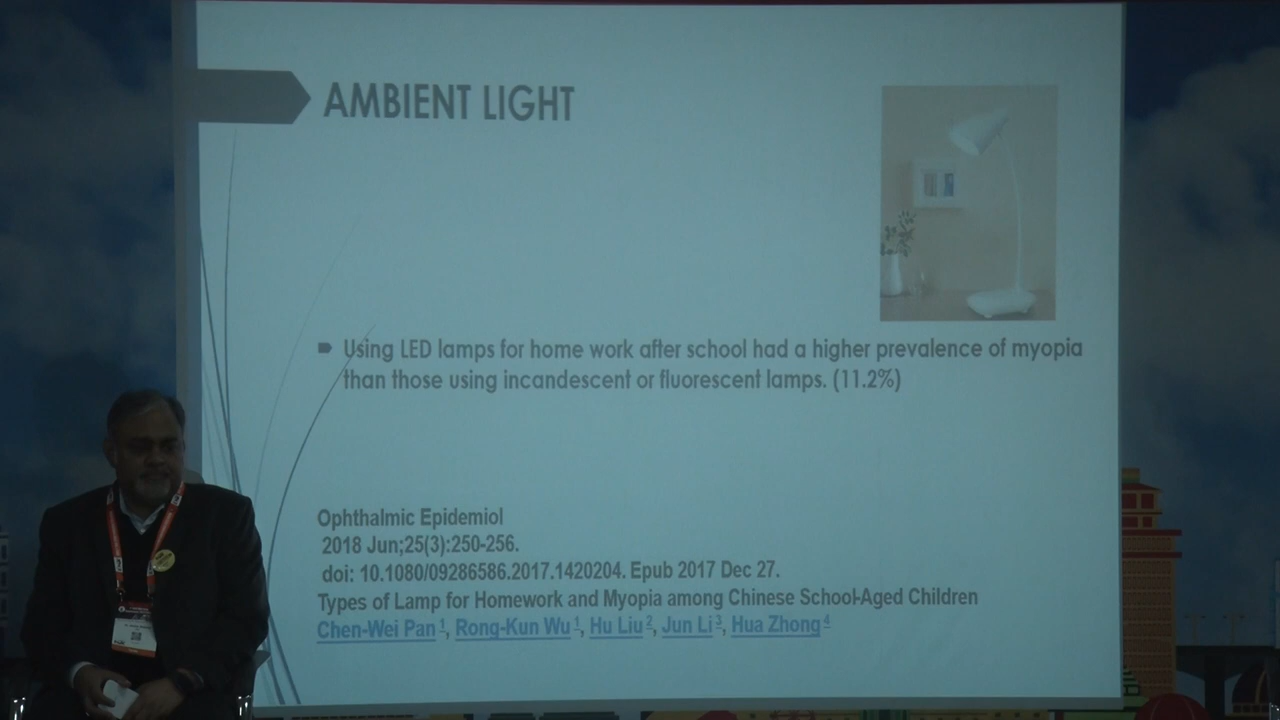 AMBIENT LIGHT
Using LED lamps for home work after school had a higher prevalence of myopia
than those using incandescent or fluorescent lamps. (11.2%)
Ophthalmic Epidemiol
2018 Jun;25(3):250-256.
doi: 10.1080/09286586.2017.1420204. Epub 2017 Dec 27.
Types of Lamp for Homework and Myopia among Chinese School-Aged Children
Chen-Wei Pan 1, Rong-Kun Wu 1, Hu Liu 2, Jun Li 3, Hua Zhong 4